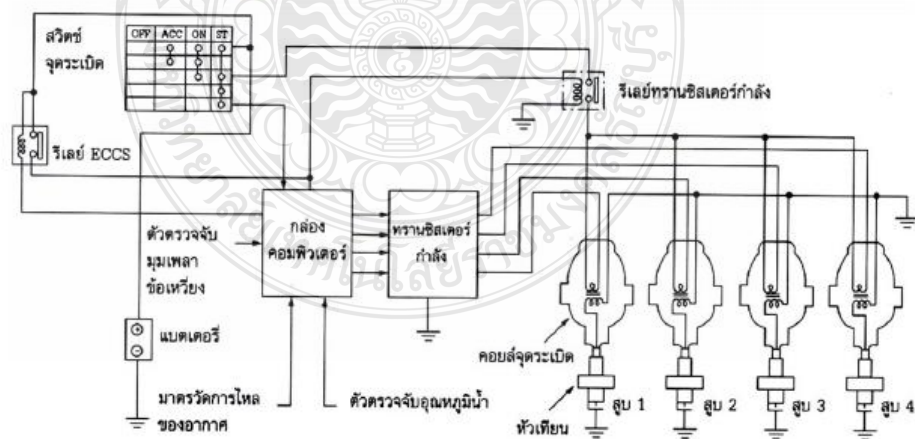 สวิตช์
จุดระเบิด
OFF ACC ON ST
รีเลย์ทรานซิสเตอร์กำลัง
รีเลย์ ECCS
ตัวตรวจจับ
มุมเพลา
ข้อเหวี่ยง
กล่อง
คอมพิวเตอร์
ทรานซิสเตอร์
กำลัง
แบตเตอรี่
คอยล์จุดระเบิด
มาตรวัดการไหล
ของอากาศ
ตัวตรวจจับอุณหภูมิน้ำ
หัวเทียน
สูบ 1
สูบ 2
สูบ 3
สูบ 4